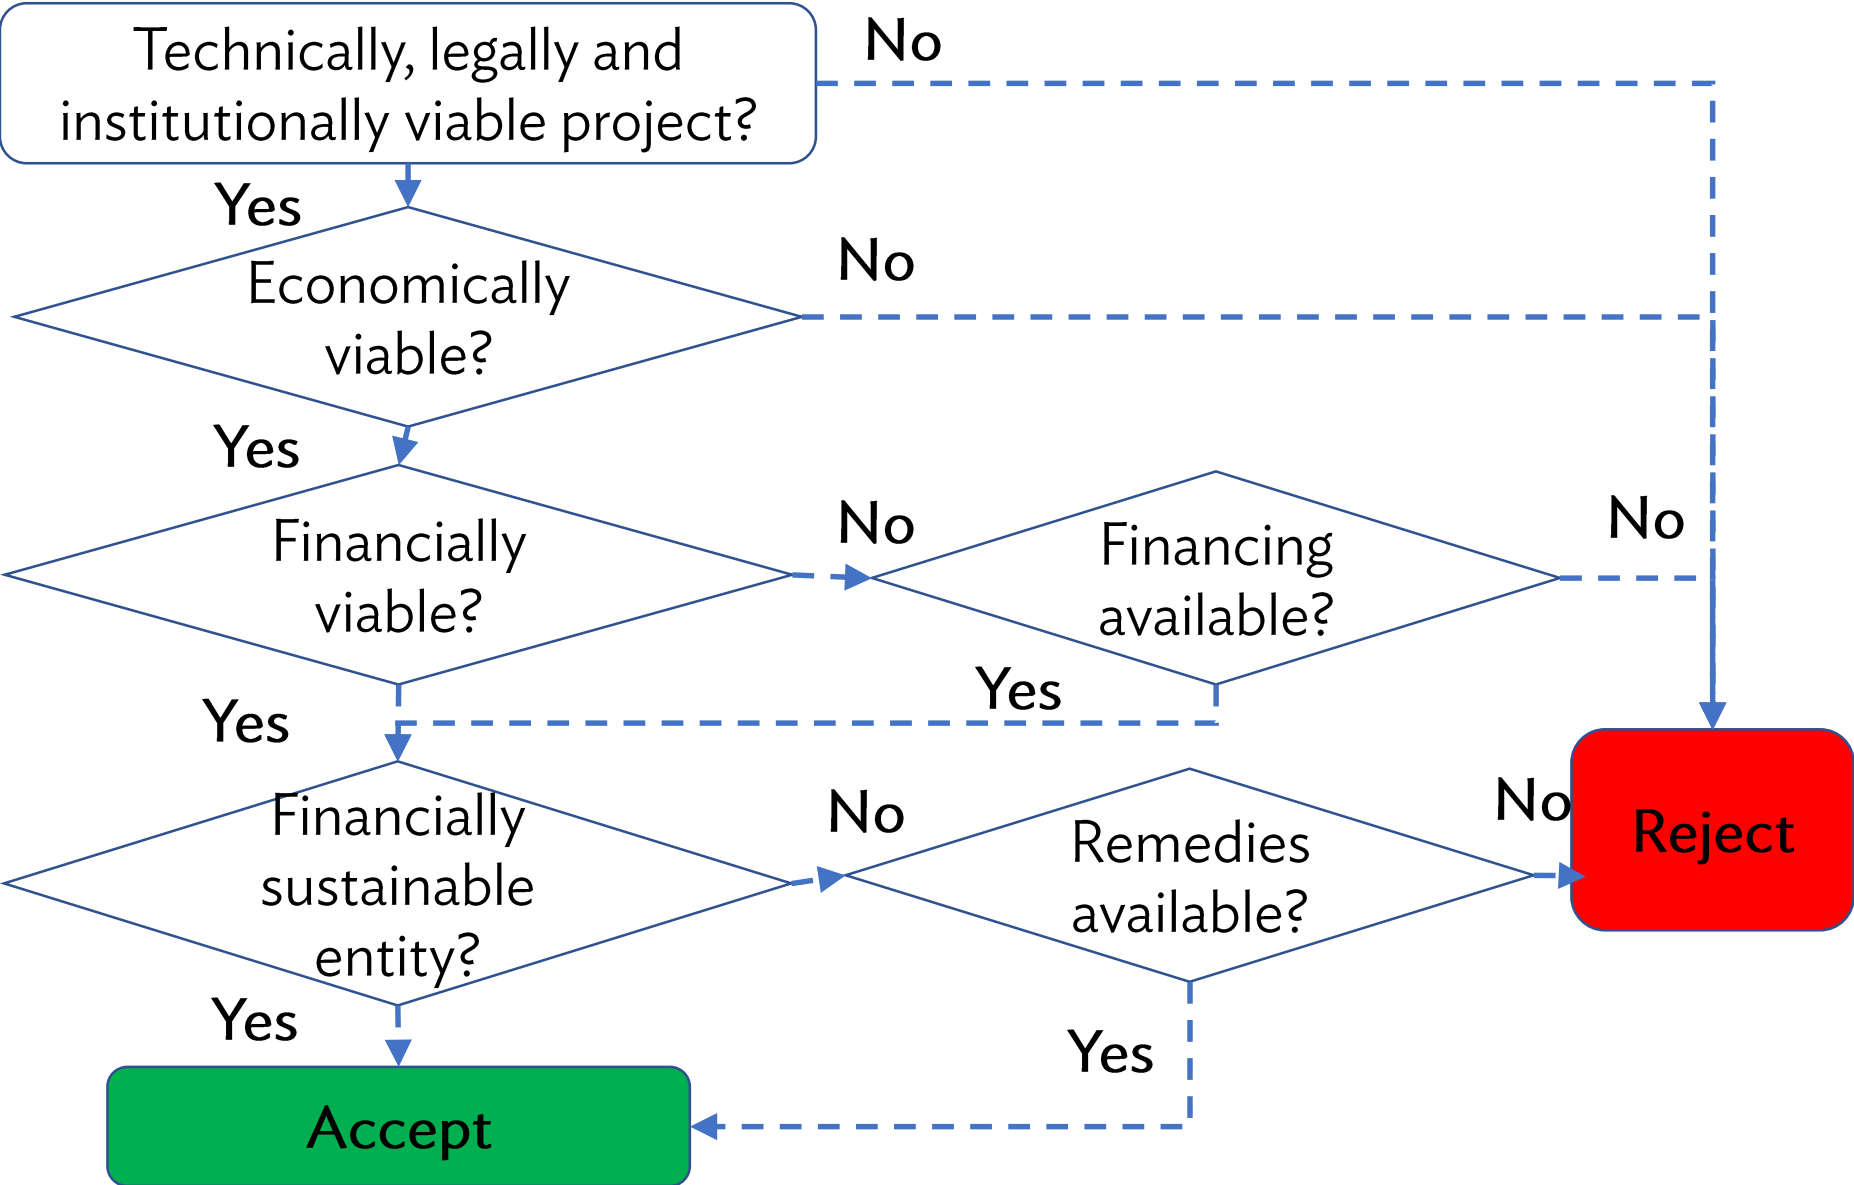 Technically, legally and
institutionally viable project?
No
Yes
Economically
viable?
No
Yes
Financially
viable?
No
Financing
available?
No
Yes
Yes
Financially
sustainable
entity?
No
Remedies
available?
No
Reject
Yes
Yes
Accept